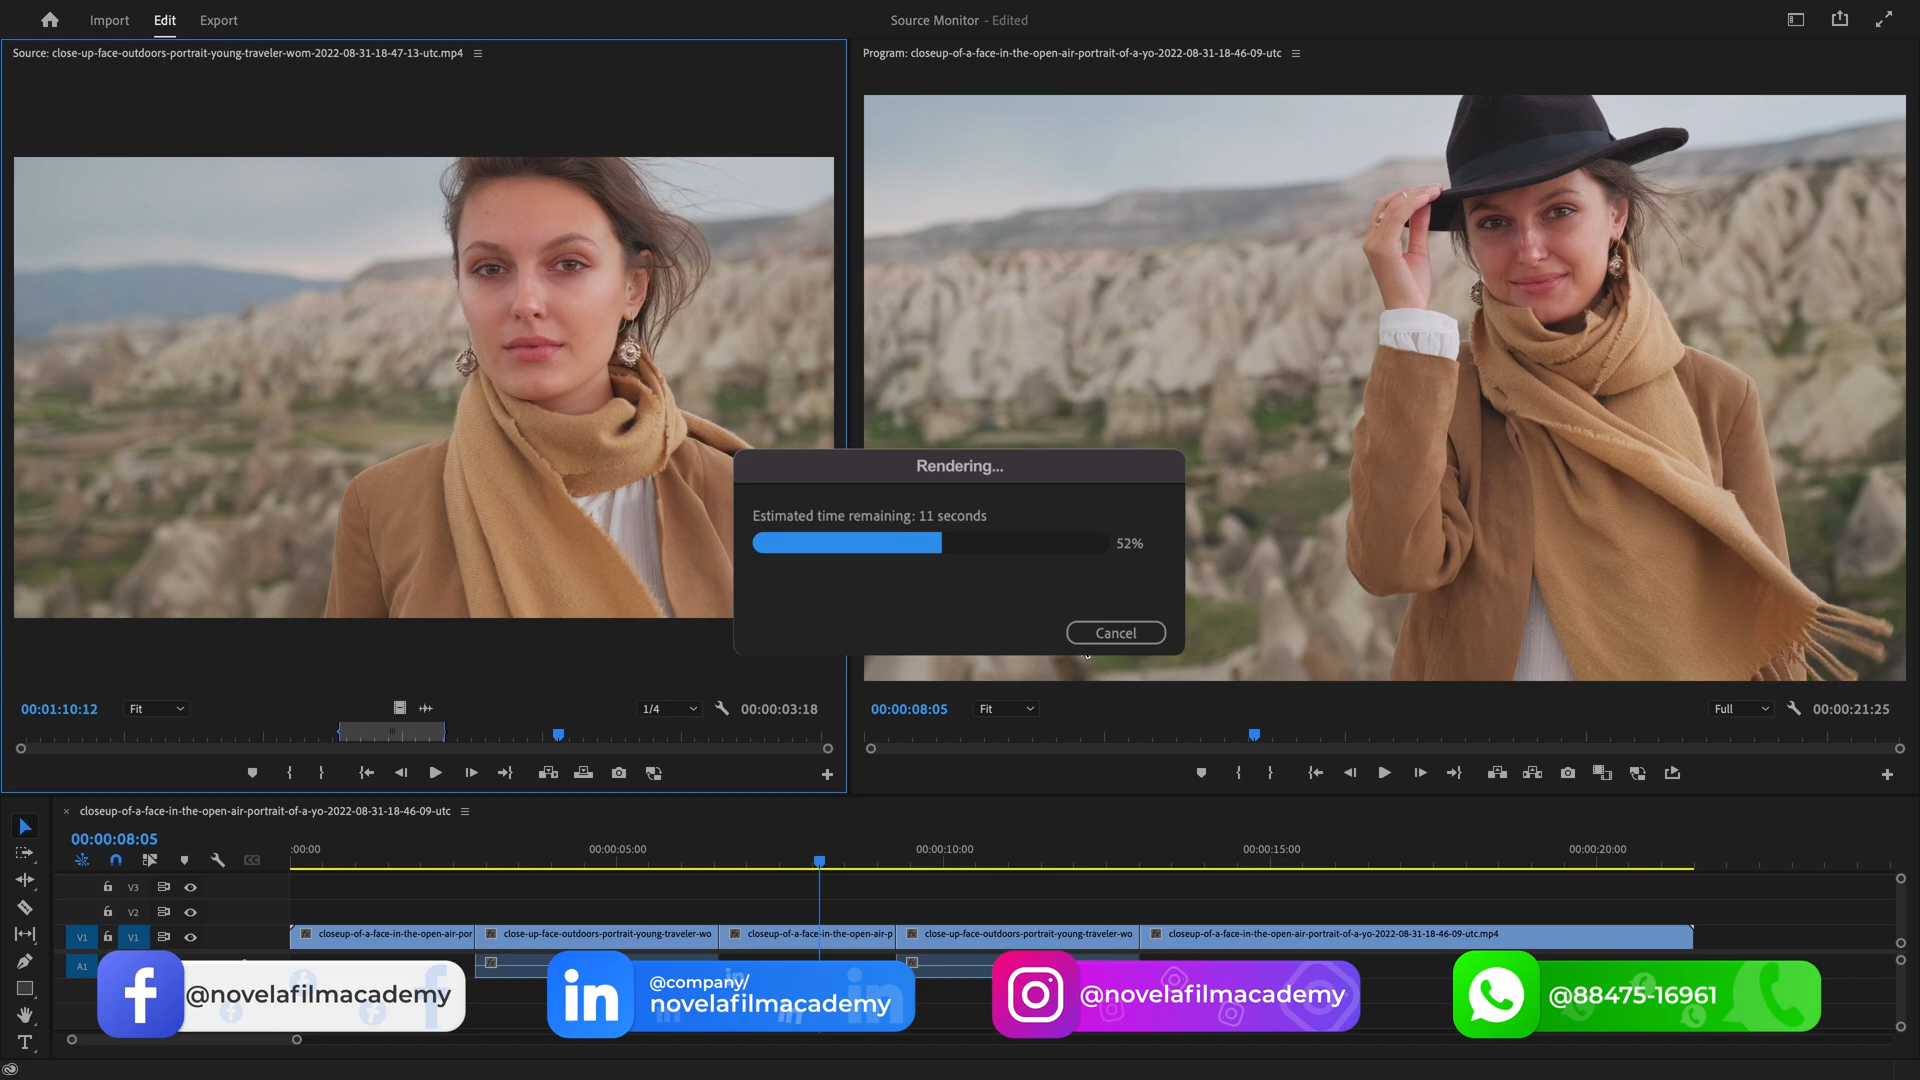 Import
Edit
Export
Source Monitor - Edited
Source: close-up-face-outdoors-portrait-young-traveler-wom-2022-08-31-18-47-13-utc.mp4
Program: closeup-of-a-face-in-the-open-air-portrait-of-a-yo-2022-08-31-18-46-09-utc
Rendering...
Estimated time remaining: 11 seconds
52%
Cancel
00:01:10:12
Fit
1/4
00:00:03:18
00:00:08:05
Fit
Full
00:00:21:25
closeup-of-a-face-in-the-open-air-portrait-of-a-yo-2022-08-31-18-46-09-utc
00:00:08:05
:00:00
00:00:05:00
00:00:10:00
00:00:15:00
00:00:20:00
V3
V2
V1
V1
closeup-of-a-face-in-the-open-air-por
close-up-face-outdoors-portrait-young-traveler-wo
closeup-of-a-face-in-the-open-air-p
close-up-face-outdoors-portrait-young-traveler-wo
closeup-of-a-face-in-the-open-air-portrait-of-a-yo-2022-08-31-18-46-09-utc.mp4
A1
@novelafilmacademy
in
@company/
novelafilmacademy
@novelafilmacademy
@88475-16961